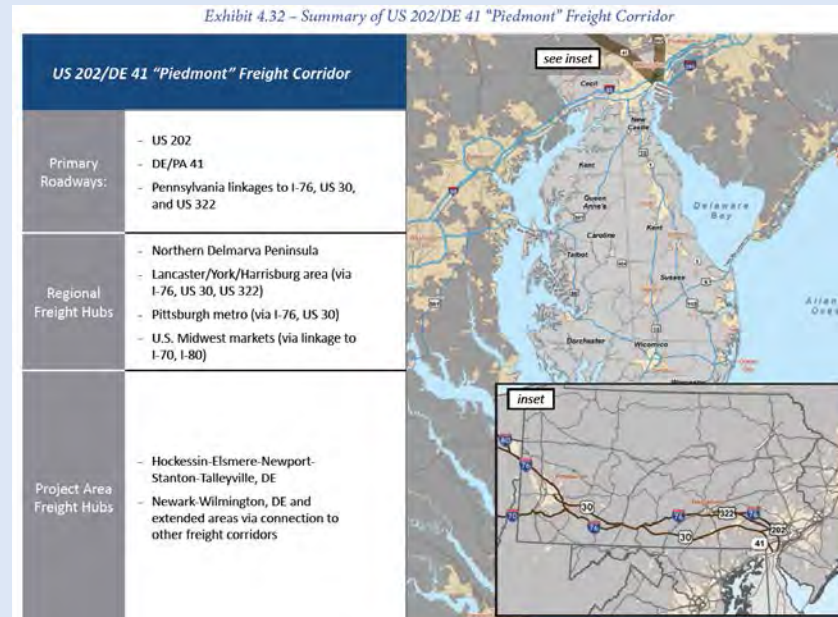 Exhibit 4.32 – Summary of US 202/DE 41 “Piedmont” Freight Corridor
US 202/DE 41 “Piedmont” Freight Corridor
Primary
Roadways:
- US 202
- DE/PA 41
- Pennsylvania linkages to I-76, US 30,
and US 322
Regional
Freight Hubs
- Northern Delmarva Peninsula
- Lancaster/York/Harrisburg area (via
I-76, US 30, US 322)
- Pittsburgh metro (via I-76, US 30)
- U.S. Midwest markets (via linkage to
I-70, I-80)
Project Area
Freight Hubs
- Hockessin-Elsmere-Newport-
Stanton-Talleyville, DE
- Newark-Wilmington, DE and
extended areas via connection to
other freight corridors
see inset
41
Cecil
New
Castle
Kent
Queen
Anne's
Caroline
Kent
Talbot
Delaware
Bay
Sussex
Dorchester
Wicomico
Worcester
inset
80
76
70
30
76
76
322
76
30
202
41